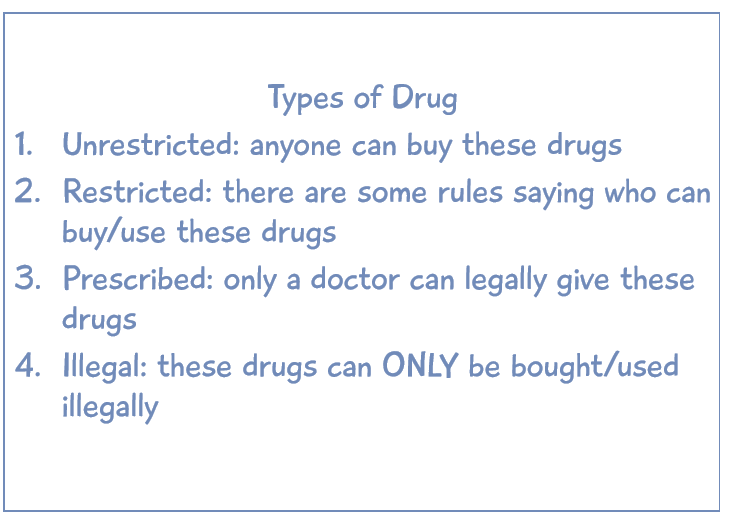 Types of Drug
1. Unrestricted: anyone can buy these drugs
2. Restricted: there are some rules saying who can
buy/use these drugs
3. Prescribed: only a doctor can legally give these
drugs
4. Illegal: these drugs can ONLY be bought/used
illegally